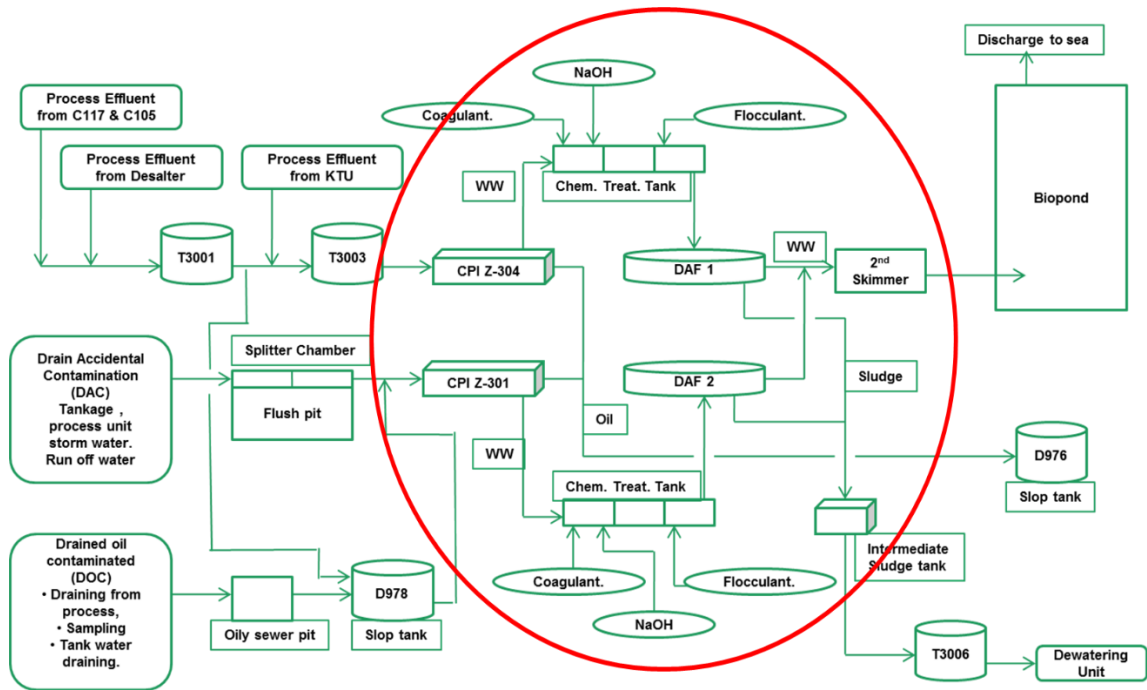 Discharge to sea
NaOH
Process Effluent
from C117 & C105
Coagulant.
Flocculant.
Process Effluent
from Desalter
Process Effluent
from KTU
WW
Chem. Treat. Tank
Biopond
T3001
T3003
CPI Z-304
DAF 1
WW
2nd
Skimmer
Drain Accidental
Contamination
(DAC)
Tankage ,
process unit
storm water.
Run off water
Splitter Chamber
Flush pit
CPI Z-301
DAF 2
Sludge
Oil
WW
D976
Slop tank
Chem. Treat. Tank
Intermediate
Sludge tank
Drained oil
contaminated
(DOC)
• Draining from
process,
• Sampling
• Tank water
draining.
Oily sewer pit
D978
Slop tank
Coagulant.
Flocculant.
NaOH
T3006
Dewatering
Unit